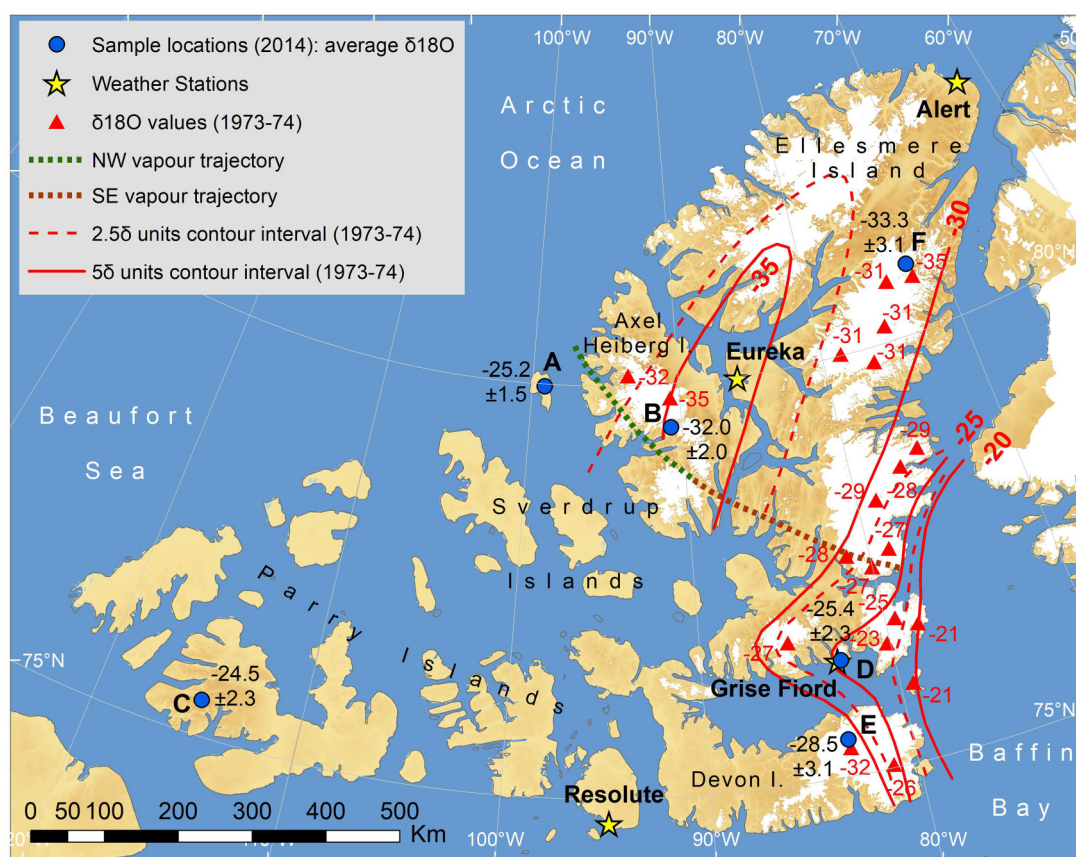 100°W
90°W
80°W
70°W
60°W
50°
Sample locations (2014): average δ18O
Weather Stations
δ18O values (1973-74)
NW vapour trajectory
SE vapour trajectory
2.5δ units contour interval (1973-74)
5δ units contour interval (1973-74)
Arctic
Ocean
Alert
Ellesmere
Island
-30
-33.3
±3.1
F
-35
-31
80°N
-35
-31
-31
-31
Axel
Heiberg I.
Eureka
A
-25.2
±1.5
-32
-35
B
-32.0
±2.0
Beaufort
Sea
-25
-20
-29
-28
-29
-27
-28
-27
Sverdrup
Islands
Parry
Islands
-25
-25.4
±2.3
-23
-21
-27
D
Grise Fiord
-21
75°N
-24.5
±2.3
C
75°N
E
-28.5
±3.1
-32
-26
Devon I.
Baffin
Bay
Resolute
0 50 100 200 300 400 500
Km
20°W
110°W
100°W
90°W
80°W